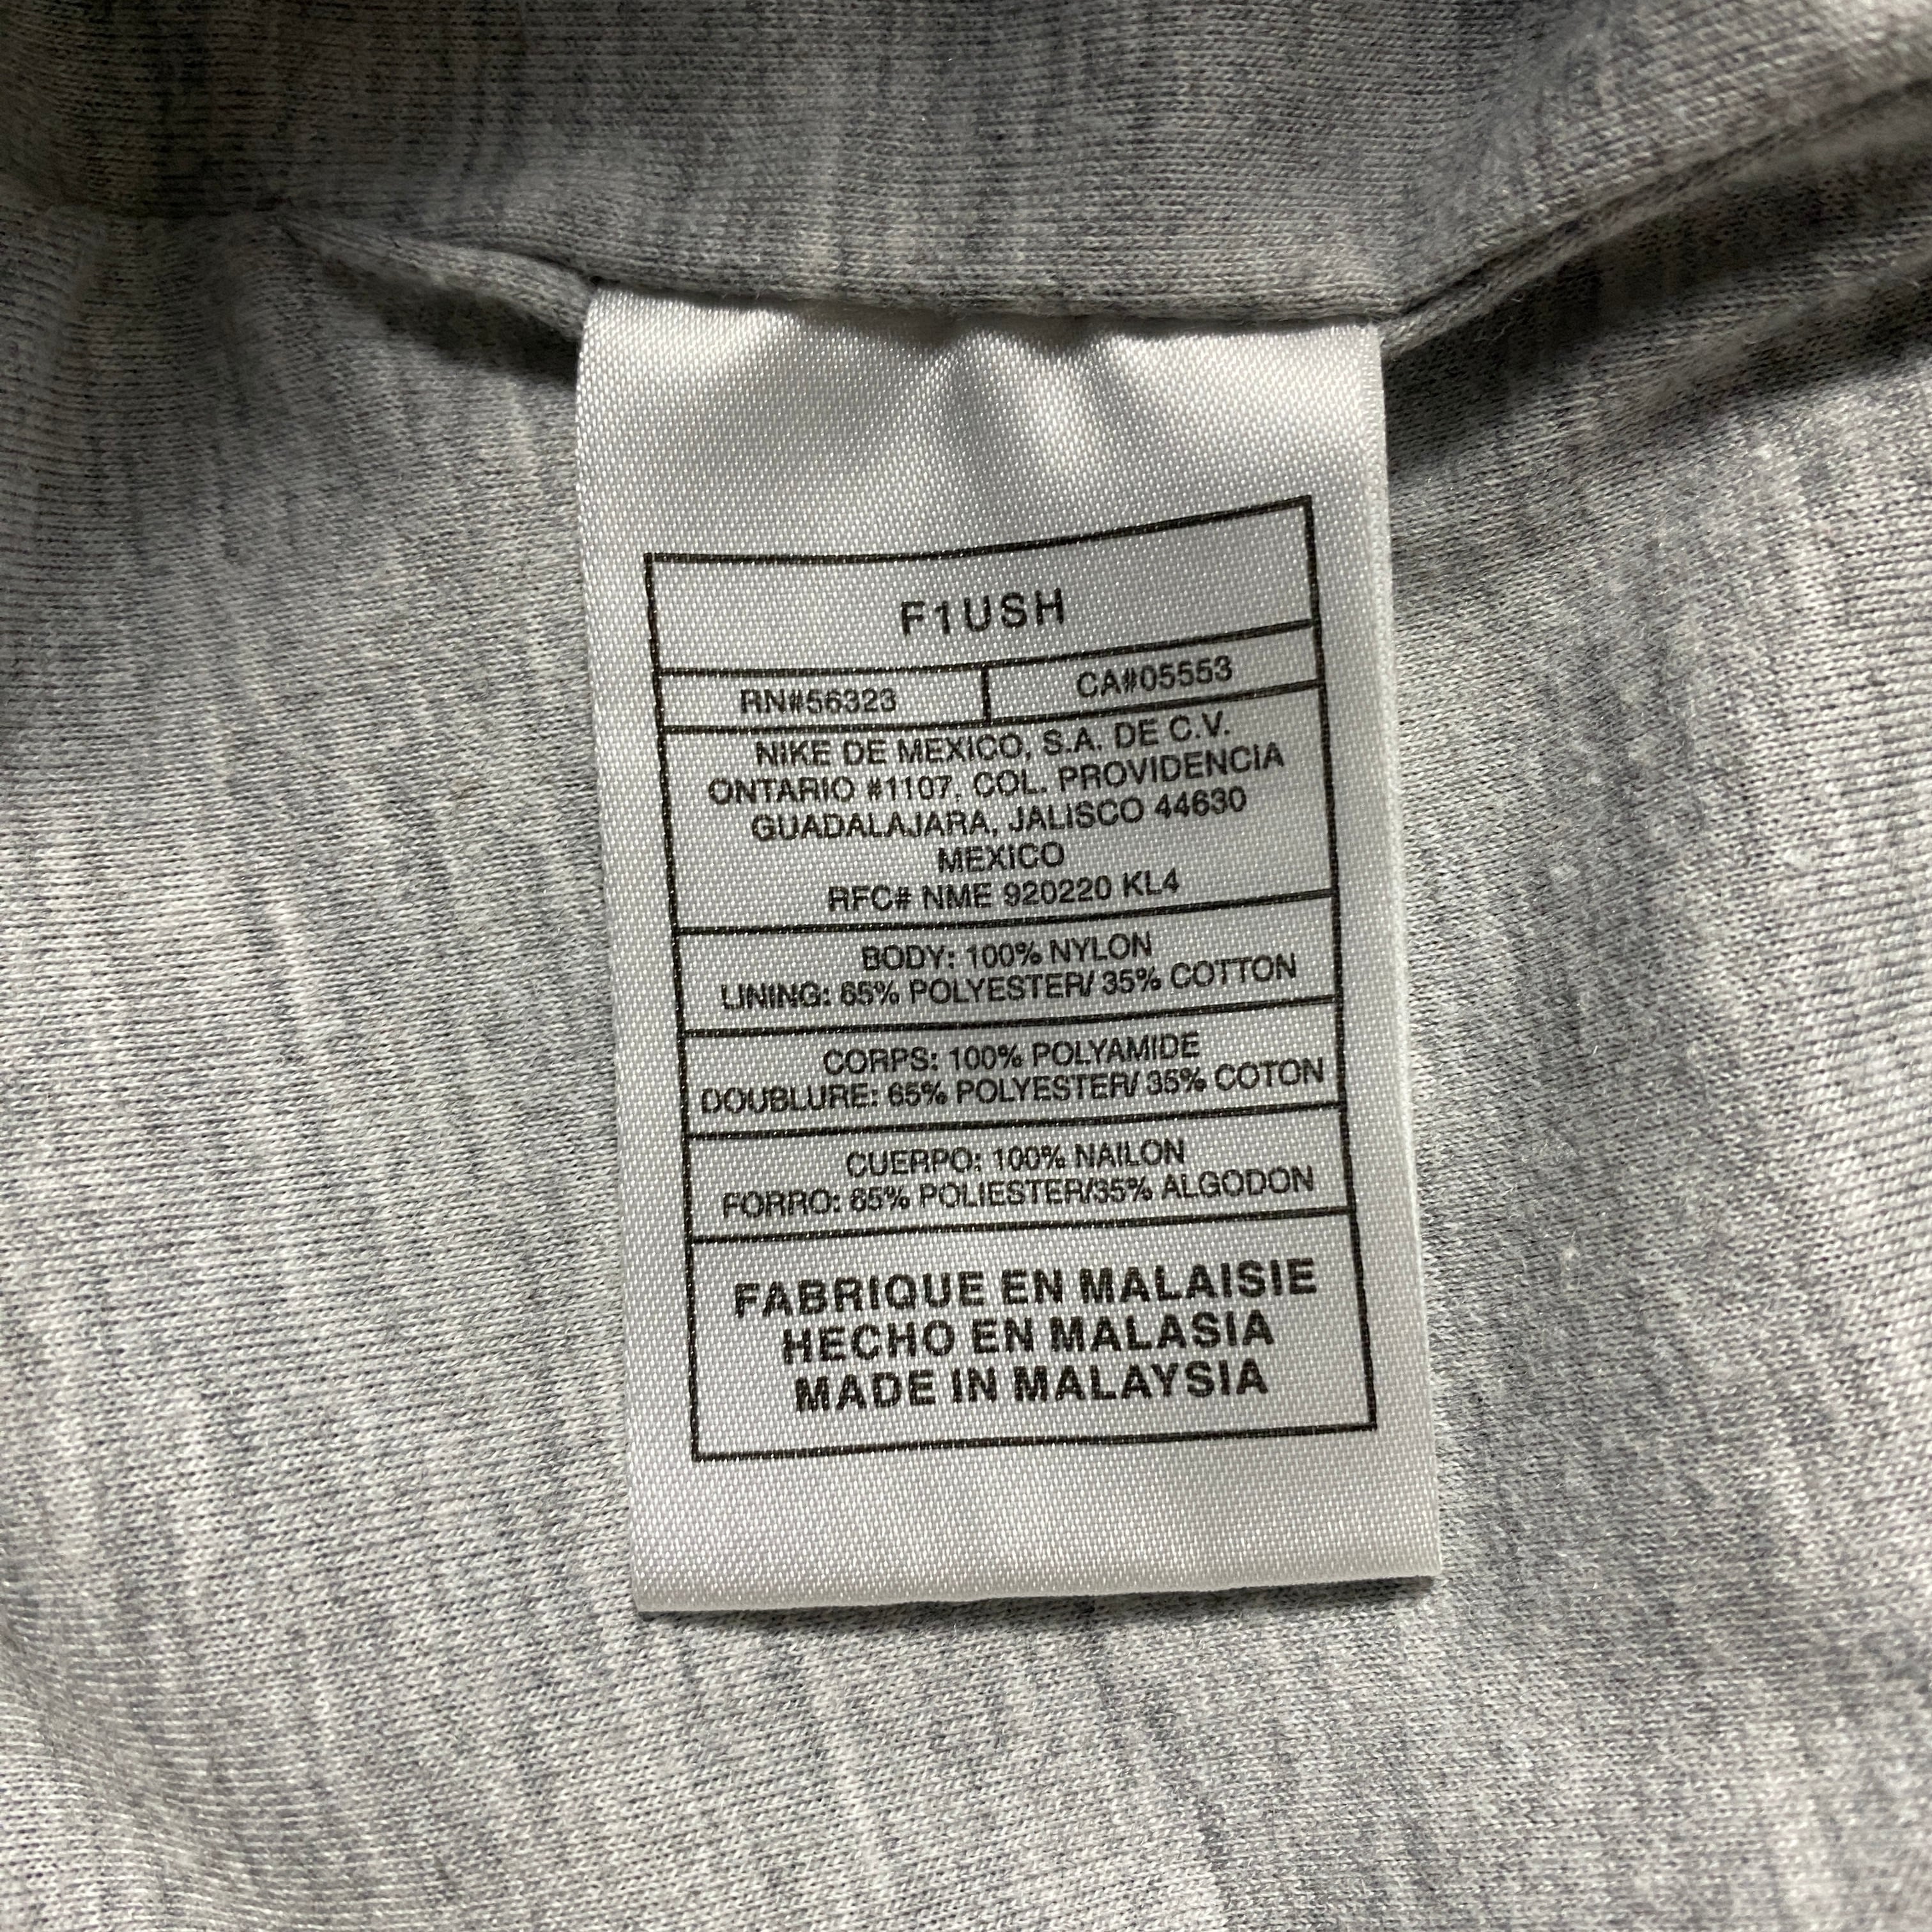 F1USH
RN#56323 CA#05553
NIKE DE MEXICO, S.A. DE C.V.
ONTARIO #1107, COL. PROVIDENCIA
GUADALAJARA, JALISCO 44630
MEXICO
RFC# NME 920220 KL4
BODY: 100% NYLON
LINING: 65% POLYESTER/ 35% COTTON
CORPS: 100% POLYAMIDE
DOUBLURE: 65% POLYESTER/ 35% COTON
CUERPO: 100% NAILON
FORRO: 65% POLIESTER/35% ALGODON
FABRIQUE EN MALAISIE
HECHO EN MALASIA
MADE IN MALAYSIA